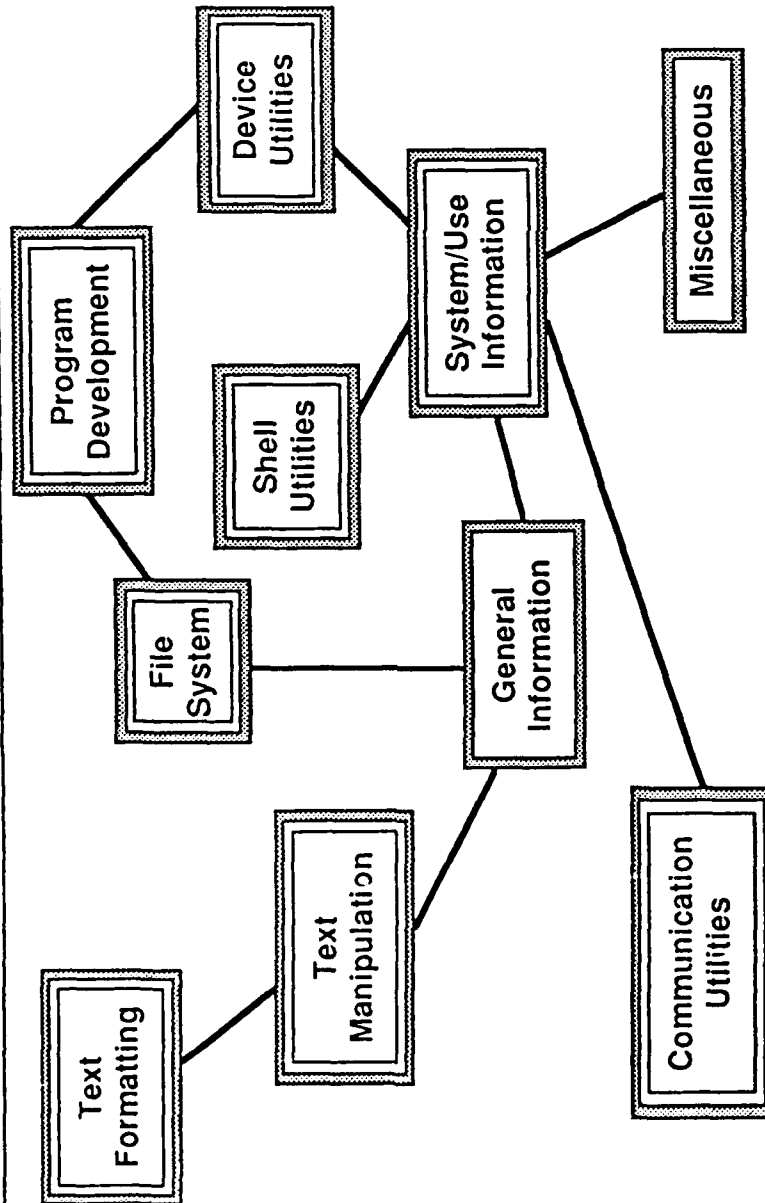 Text
Formatting
Program
Development
File
System
Device
Utilities
Shell
Utilities
Text
Manipulation
System/Use
Information
General
Information
Communication
Utilities
Miscellaneous